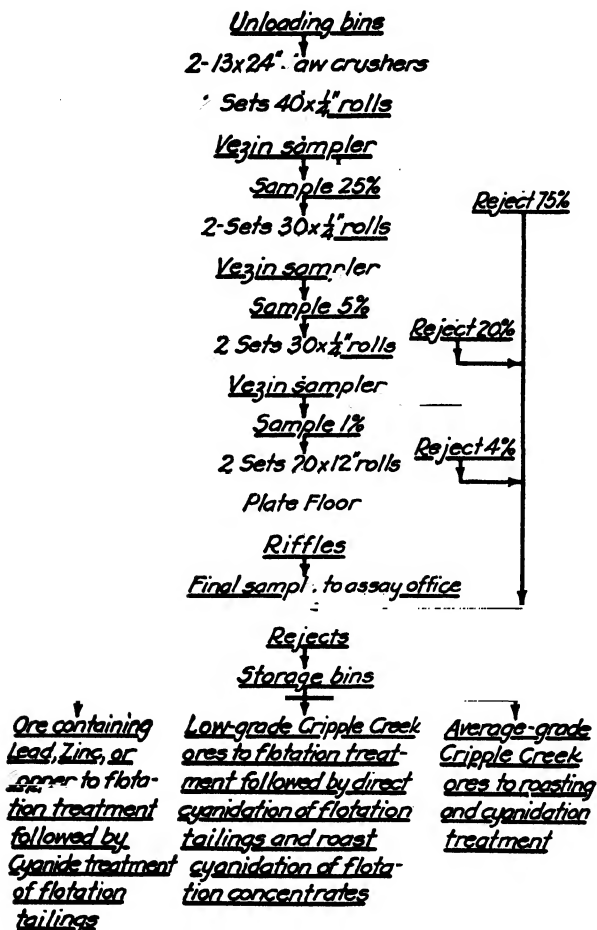 Unloading bins
2-13x24" aw crushers
Sets 40x¼" rolls
Vezin sampler
Sample 25%
Reject 75%
2-Sets 30x¼" rolls
Vezin sampler
Sample 5%
Reject 20%
2 Sets 30x¼" rolls
Vezin sampler
Sample 1%
Reject 4%
2 Sets 20x12" rolls
Plate Floor
Riffles
Final sampl to assay office
Rejects
Storage bins
Ore containing
Lead, Zinc, or
to flota-
tion treatment
followed by
Cyanide treatment
of flotation
tailings
Low-grade Cripple Creek
ores to flotation treat-
ment followed by direct
cyanidation of flotation
tailings and roast
cyanidation of flota-
tion concentrates
Average-grade
Cripple Creek
ores to roasting
and cyanidation
treatment